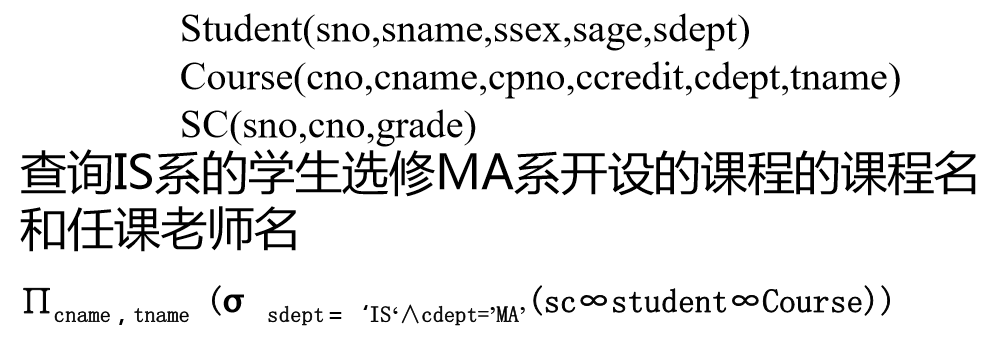 Student(sno,sname,ssex,sage,sdept)
Course(cno,cname,cpno,ccredit,cdept,tname)
SC(sno,cno,grade)
查询IS系的学生选修MA系开设的课程的课程名
和任课老师名
∏cname,tname (σ sdept= ‘IS‘∧cdept=’MA’(sc∞student∞Course))